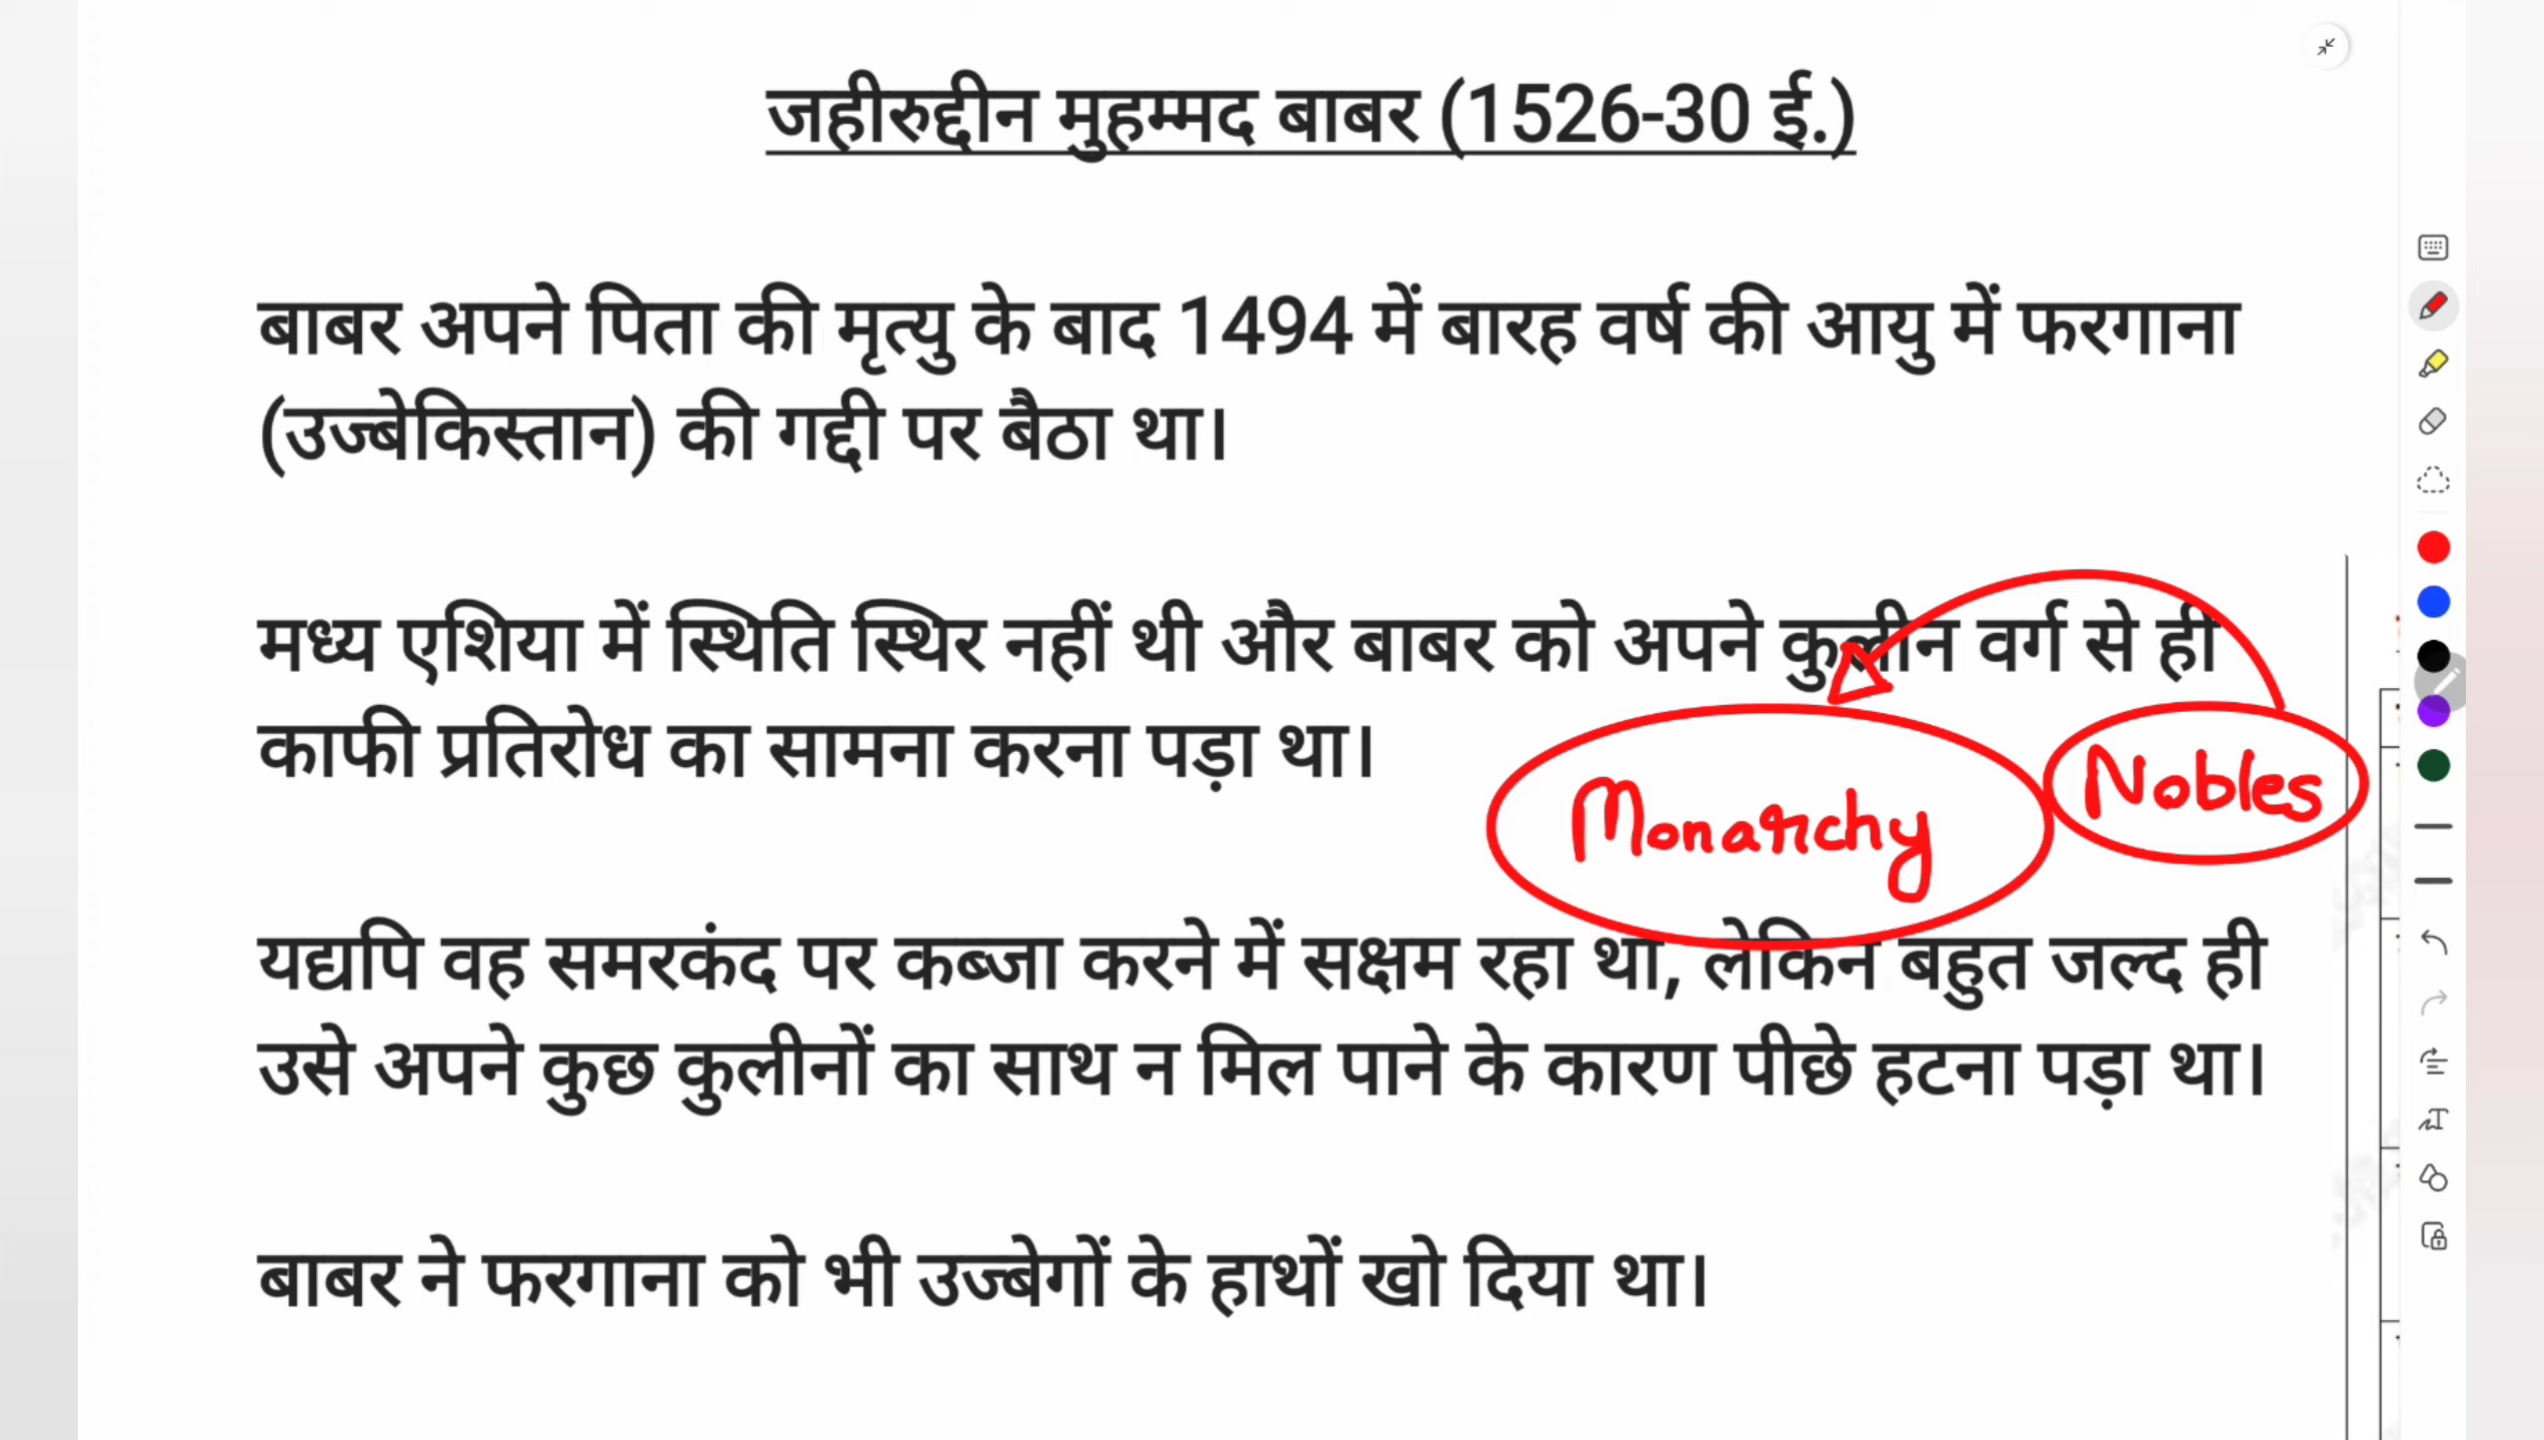 जहीरुद्दीन मुहम्मद बाबर (1526-30 ई.)
बाबर अपने पिता की मृत्यु के बाद 1494 में बारह वर्ष की आयु में फरगाना
(उज्बेकिस्तान) की गद्दी पर बैठा था।
मध्य एशिया में स्थिति स्थिर नहीं थी और बाबर को अपने कुलीन वर्ग से ही
काफी प्रतिरोध का सामना करना पड़ा था।
Monarchy
Nobles
यद्यपि वह समरकंद पर कब्जा करने में सक्षम रहा था, लेकिन बहुत जल्द ही
उसे अपने कुछ कुलीनों का साथ न मिल पाने के कारण पीछे हटना पड़ा था।
बाबर ने फरगाना को भी उज्बेगों के हाथों खो दिया था।